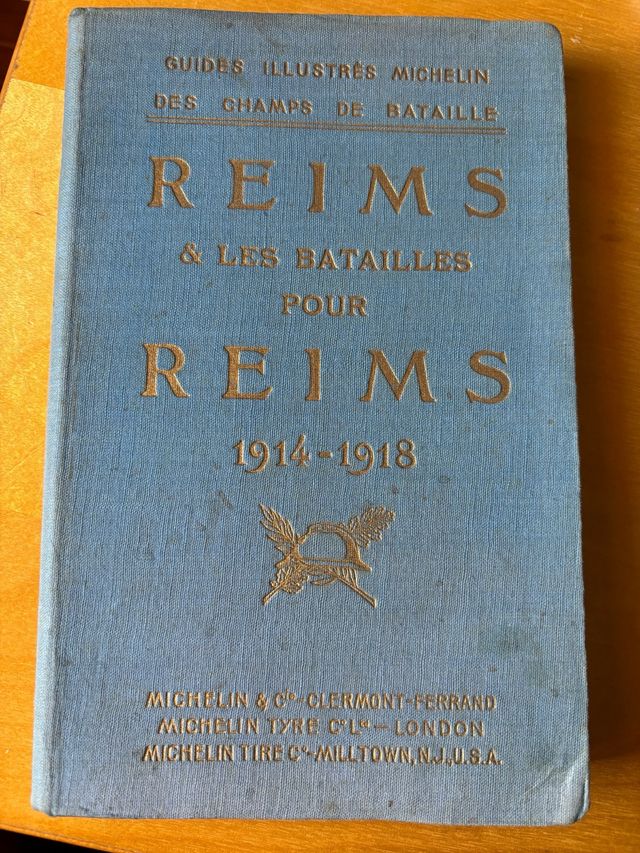 GUIDES ILLUSTRÉS MICHELIN
DES CHAMPS DE BATAILLE
REIMS
& LES BATAILLES
POUR
REIMS
1914-1918
MICHELIN & Cie-CLERMONT-FERRAND
MICHELIN TYRE Co Ld - LONDON
MICHELIN TIRE Co-MILLTOWN, N.J., U.S.A.